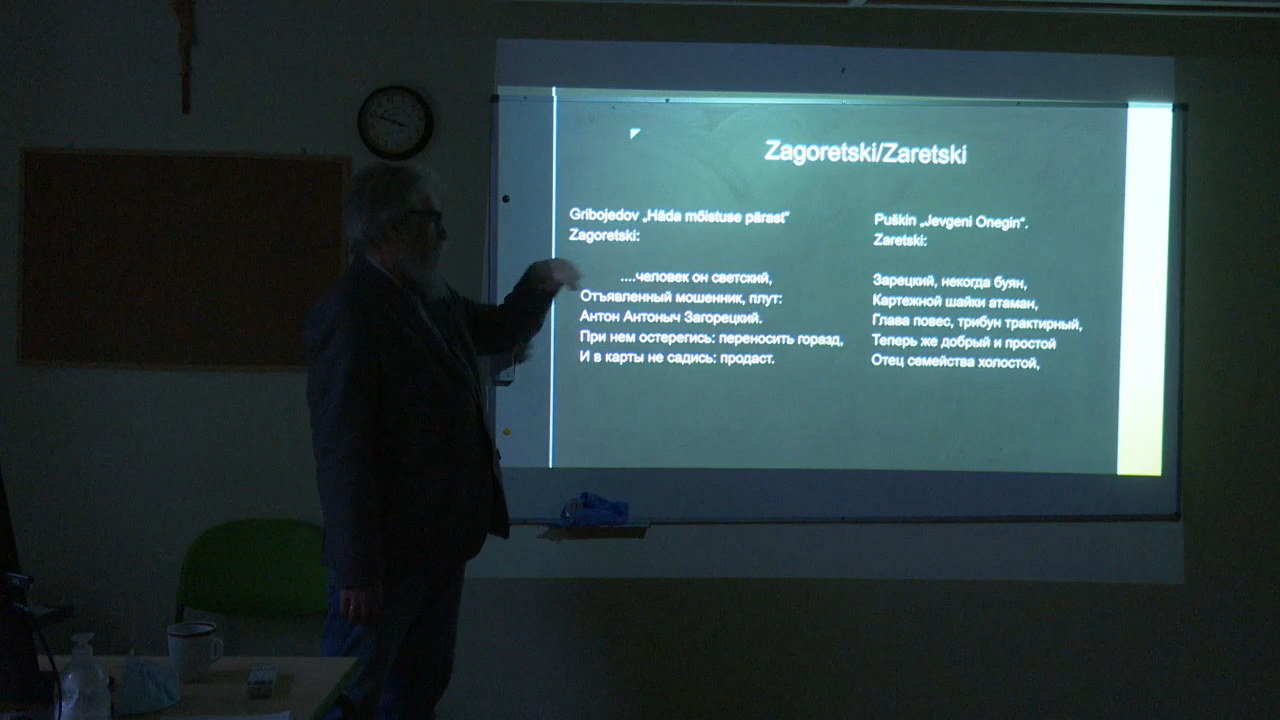 Zagoretski/Zaretski
Gribojedov „Häda mõistuse pärast”
Zagoretski:
....человек он светский,
Отъявленный мошенник, плут:
Антон Антоныч Загорецкий.
При нем остерегись: переносить горазд,
И в карты не садись: продаст.
Puškin „Jevgeni Onegin“.
Zaretski:
Зарецкий, некогда буян,
Картежной шайки атаман,
Глава повес, трибун трактирный,
Теперь же добрый и простой
Отец семейства холостой,